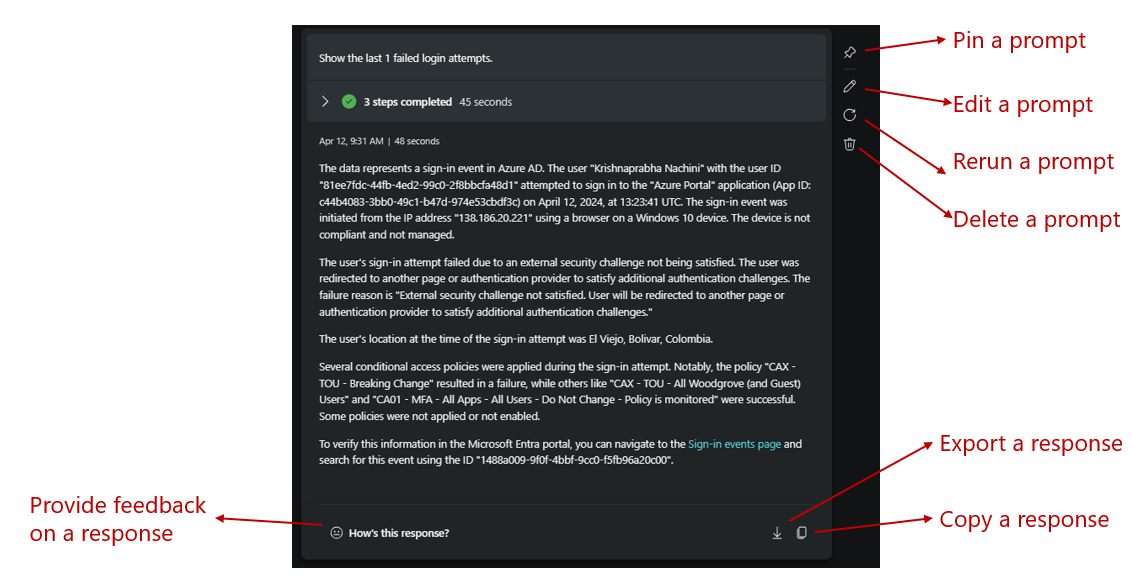 Show the last 1 failed login attempts.
Pin a prompt
3 steps completed 45 seconds
Edit a prompt
Rerun a prompt
Delete a prompt
Apr 12, 9:31 AM | 48 seconds
The data represents a sign-in event in Azure AD. The user "Krishnaprabha Nachini" with the user ID
"81ee7fdc-44fb-4ed2-99c0-2f8bbcfa48d1" attempted to sign in to the "Azure Portal" application (App ID:
c44b4083-3bb0-49c1-b47d-974e53cbdf3c) on April 12, 2024, at 13:23:41 UTC. The sign-in event was
initiated from the IP address "138.186.20.221" using a browser on a Windows 10 device. The device is not
compliant and not managed.
The user's sign-in attempt failed due to an external security challenge not being satisfied. The user was
redirected to another page or authentication provider to satisfy additional authentication challenges. The
failure reason is "External security challenge not satisfied. User will be redirected to another page or
authentication provider to satisfy additional authentication challenges."
The user's location at the time of the sign-in attempt was El Viejo, Bolivar, Colombia.
Several conditional access policies were applied during the sign-in attempt. Notably, the policy "CAX -
TOU - Breaking Change" resulted in a failure, while others like "CAX - TOU - All Woodgrove (and Guest)
Users" and "CA01 - MFA - All Apps - All Users - Do Not Change - Policy is monitored" were successful.
Some policies were not applied or not enabled.
To verify this information in the Microsoft Entra portal, you can navigate to the Sign-in events page and
search for this event using the ID "1488a009-9f0f-4bbf-9cc0-f5fb96a20c00".
Export a response
Provide feedback
on a response
How's this response?
Copy a response